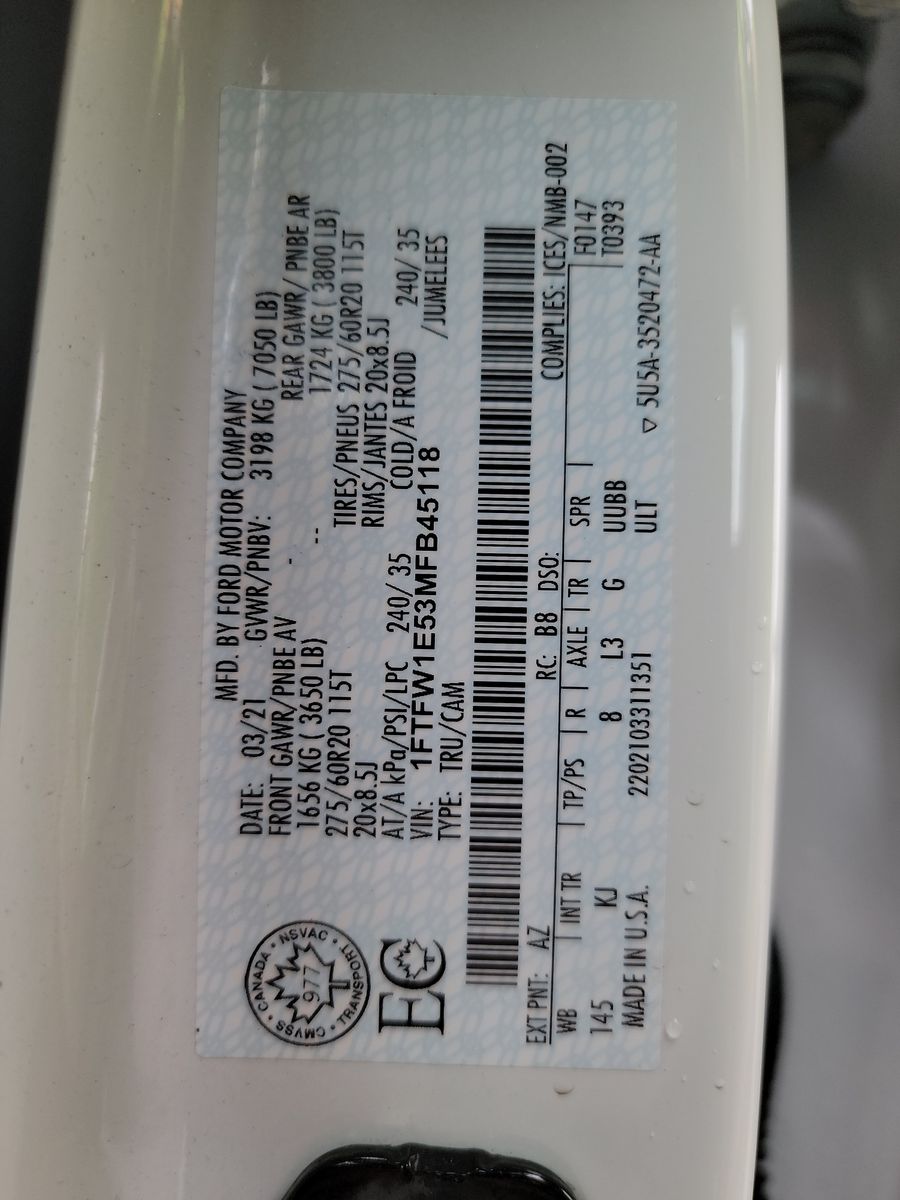 MFD. BY FORD MOTOR COMPANY
DATE: 03/21 GVWR/PNBV: 3198 KG ( 7050 LB)
FRONT GAWR/PNBE AV - REAR GAWR/ PNBE AR
1656 KG ( 3650 LB) -- 1724 KG ( 3800 LB)
275/60R20 115T TIRES/PNEUS 275/60R20 115T
20x8.5J RIMS/JANTES 20x8.5J
AT/A kPa/PSI/LPC 240/ 35 COLD/A FROID 240/ 35
VIN: 1FTFW1E53MFB45118 /JUMELEES
TYPE: TRU/CAM
CANADA • NSVAC • TRANSPORT • CMVSS •
977
EC
COMPLIES: ICES/NMB-002
EXT PNT: AZ RC: B8 DSO:
WB INT TR TP/PS R AXLE TR SPR F0147
145 KJ 8 L3 G UUBB T0393
MADE IN U.S.A. 220210331 1351 ULT
▽ 5U5A-3520472-AA